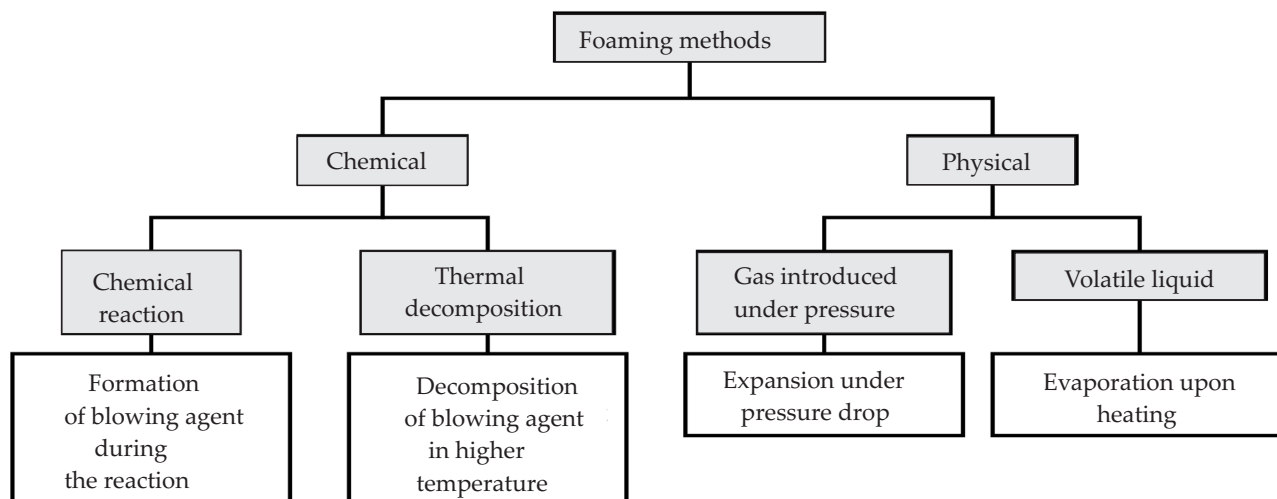 Foaming methods
Chemical
Physical
Chemical
reaction
Thermal
decomposition
Gas introduced
under pressure
Volatile liquid
Formation
of blowing agent
during
the reaction
Decomposition
of blowing agent
in higher
temperature
Expansion under
pressure drop
Evaporation upon
heating